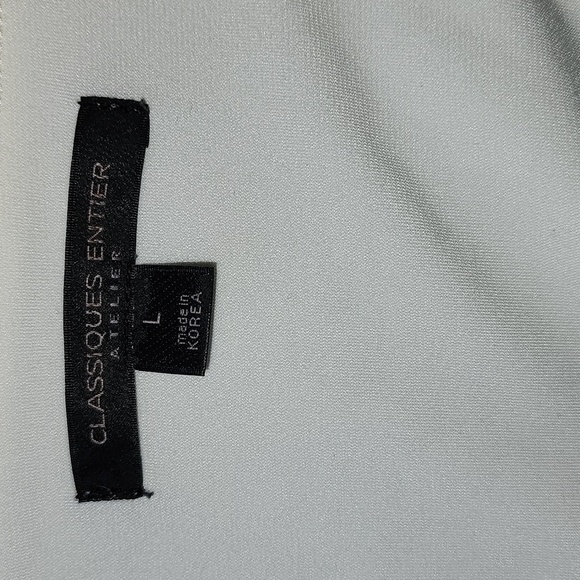 CLASSIQUES ENTIER
ATELIER
L
made in
KOREA